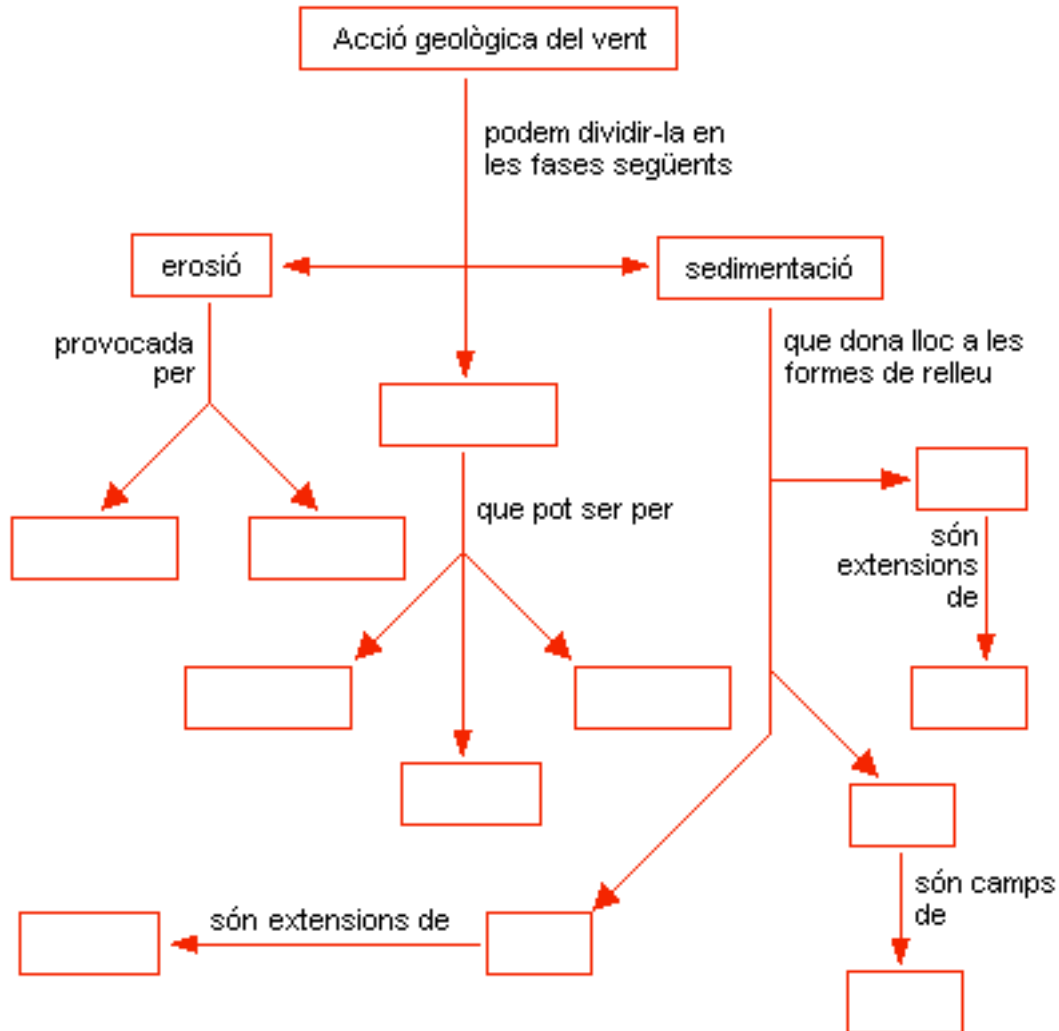 Acció geològica del vent
podem dividir-la en
les fases següents
erosió
sedimentació
provocada
per
que dona lloc a les
formes de relleu
que pot ser per
són
extensions
de
són camps
de
són extensions de